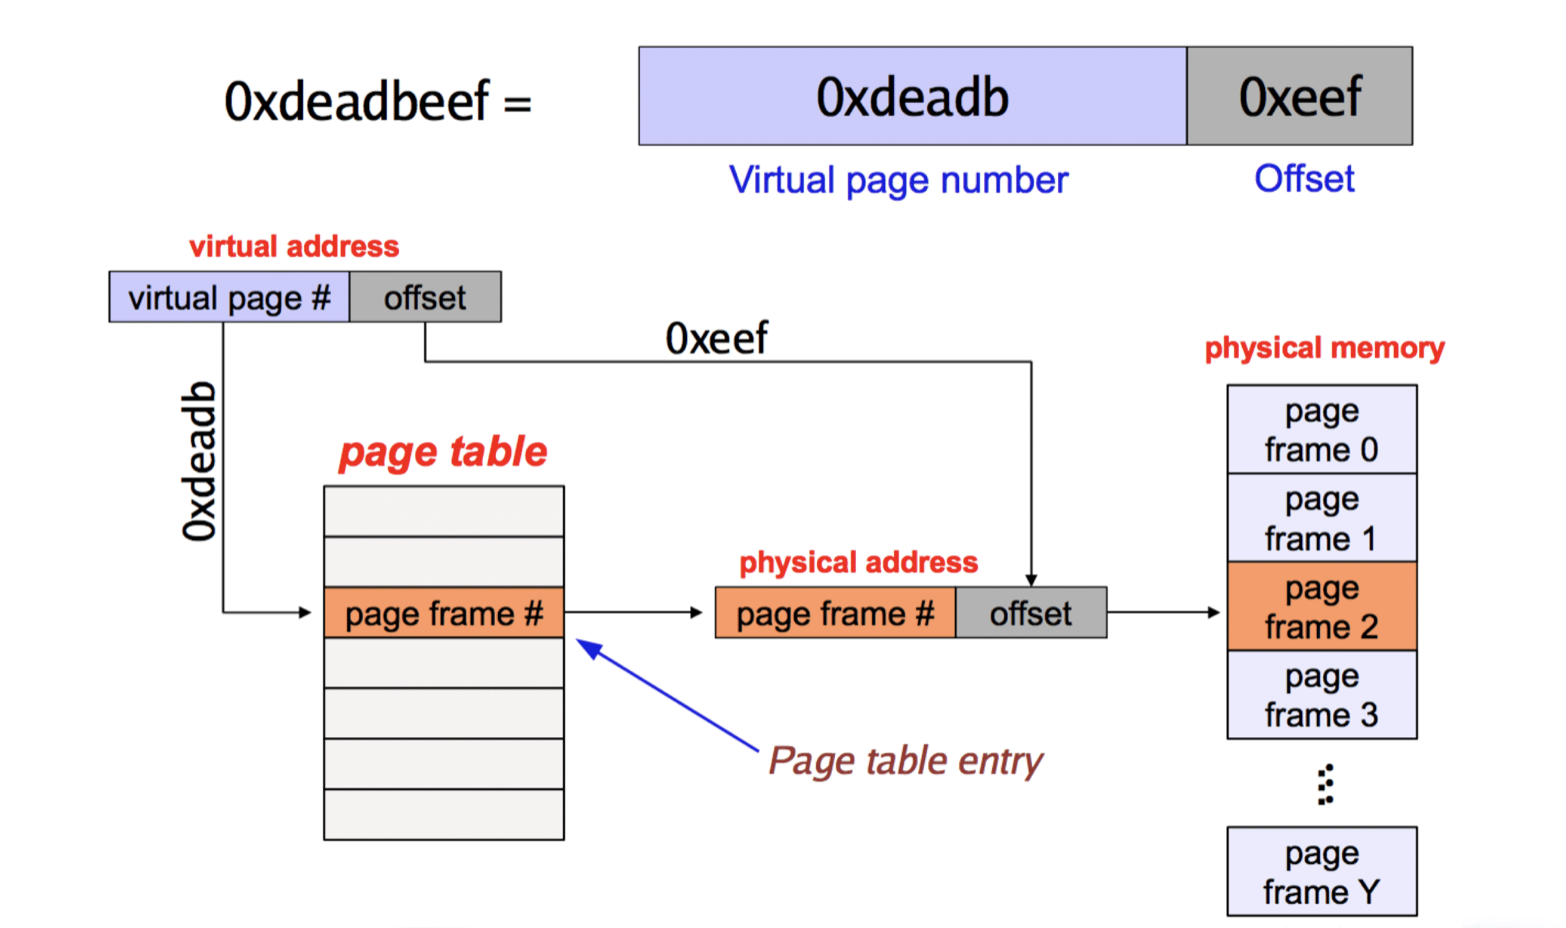 0xdeadbeef =
0xdeadb
0xeef
Virtual page number
Offset
virtual address
virtual page #
offset
0xeef
0xdeadb
page table
page frame #
physical address
page frame #
offset
Page table entry
physical memory
page
frame 0
page
frame 1
page
frame 2
page
frame 3
page
frame Y